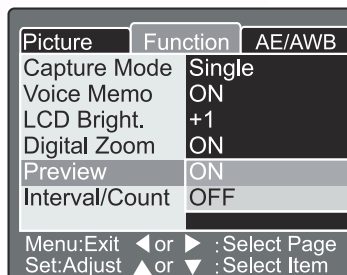 Picture Function AE/AWB
Capture Mode Single
Voice Memo ON
LCD Bright. +1
Digital Zoom ON
Preview ON
Interval/Count OFF
Menu:Exit ◀ or ▶ :Select Page
Set:Adjust ▲ or ▼ :Select Item